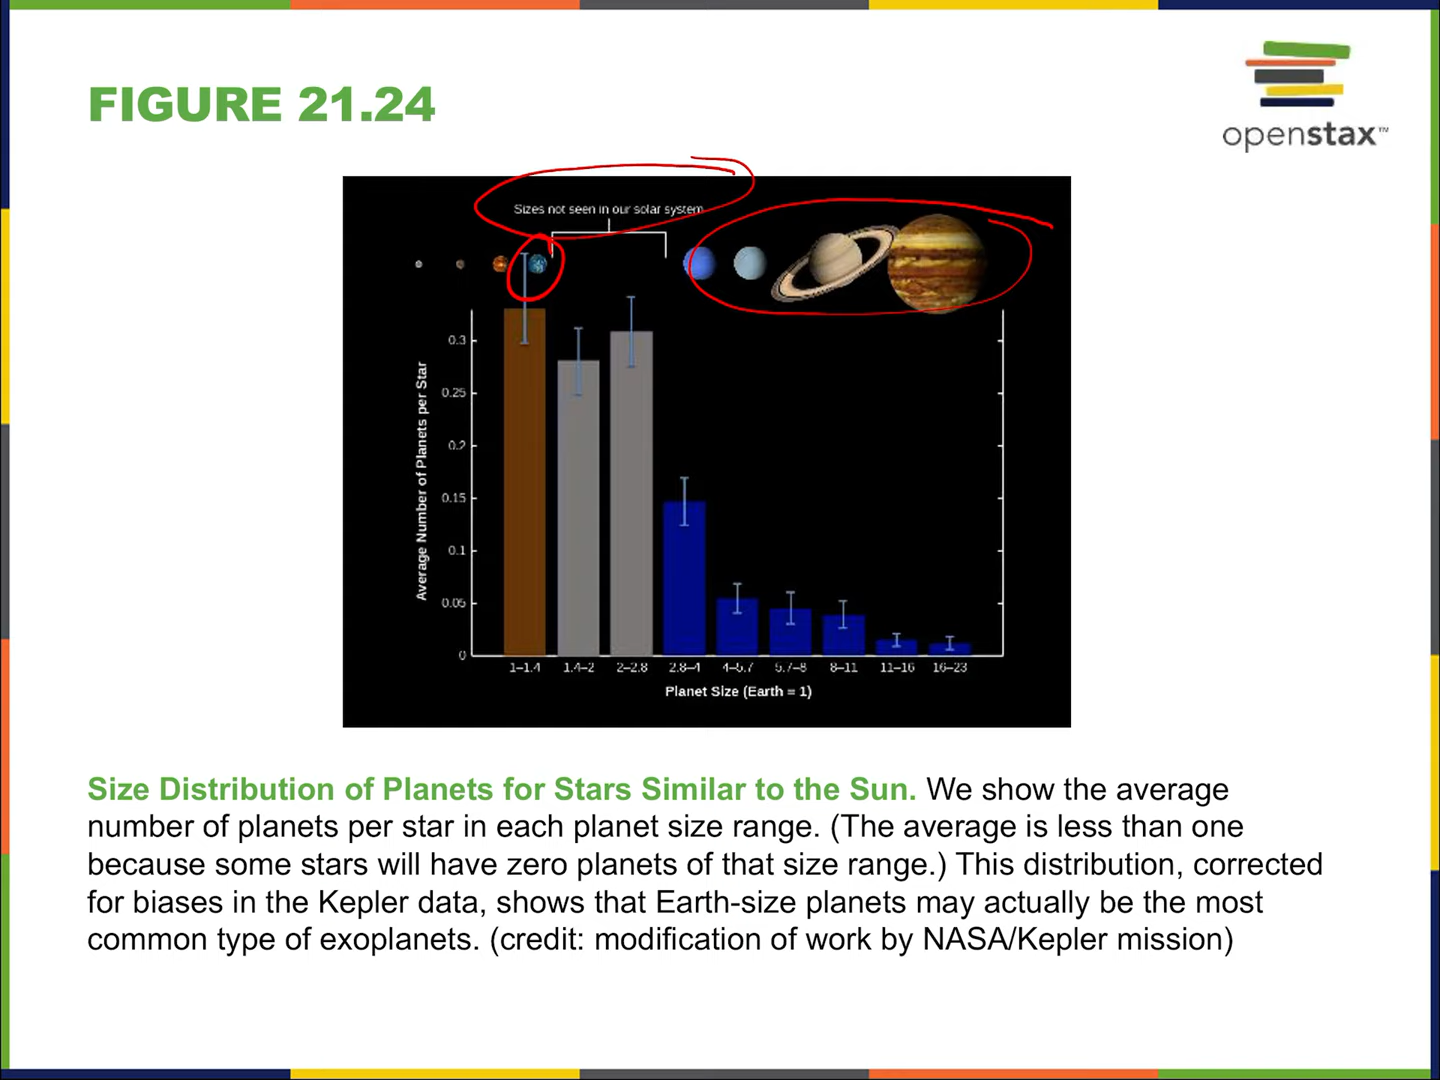 FIGURE 21.24
openstax™
Sizes not seen in our solar system
Average Number of Planets per Star
0.3
0.25
0.2
0.15
0.1
0.05
0
1–1.4 1.4–2 2–2.8 2.8–4 4–5.7 5.7–8 8–11 11–16 16–23
Planet Size (Earth = 1)
Size Distribution of Planets for Stars Similar to the Sun. We show the average
number of planets per star in each planet size range. (The average is less than one
because some stars will have zero planets of that size range.) This distribution, corrected
for biases in the Kepler data, shows that Earth-size planets may actually be the most
common type of exoplanets. (credit: modification of work by NASA/Kepler mission)